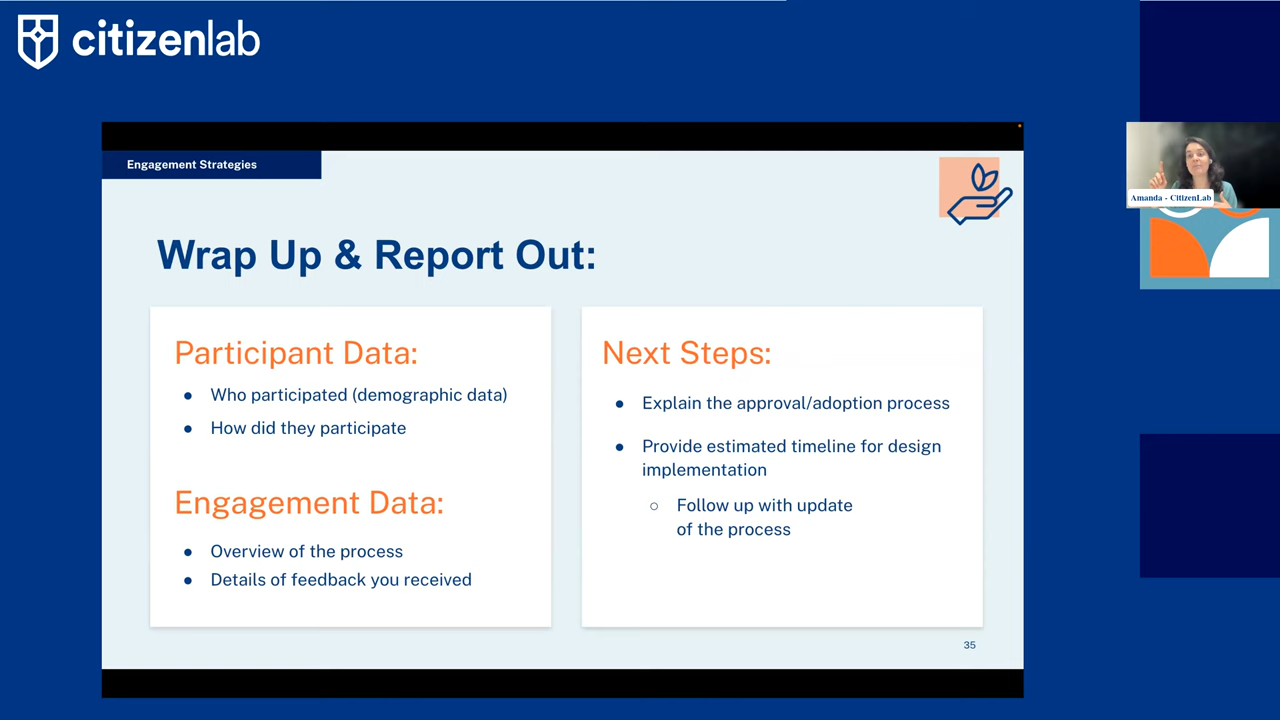 citizenlab
Engagement Strategies
Wrap Up & Report Out:
Participant Data:
● Who participated (demographic data)
● How did they participate
Engagement Data:
● Overview of the process
● Details of feedback you received
Next Steps:
● Explain the approval/adoption process
● Provide estimated timeline for design
implementation
○ Follow up with update
of the process
35
Amanda - CitizenLab